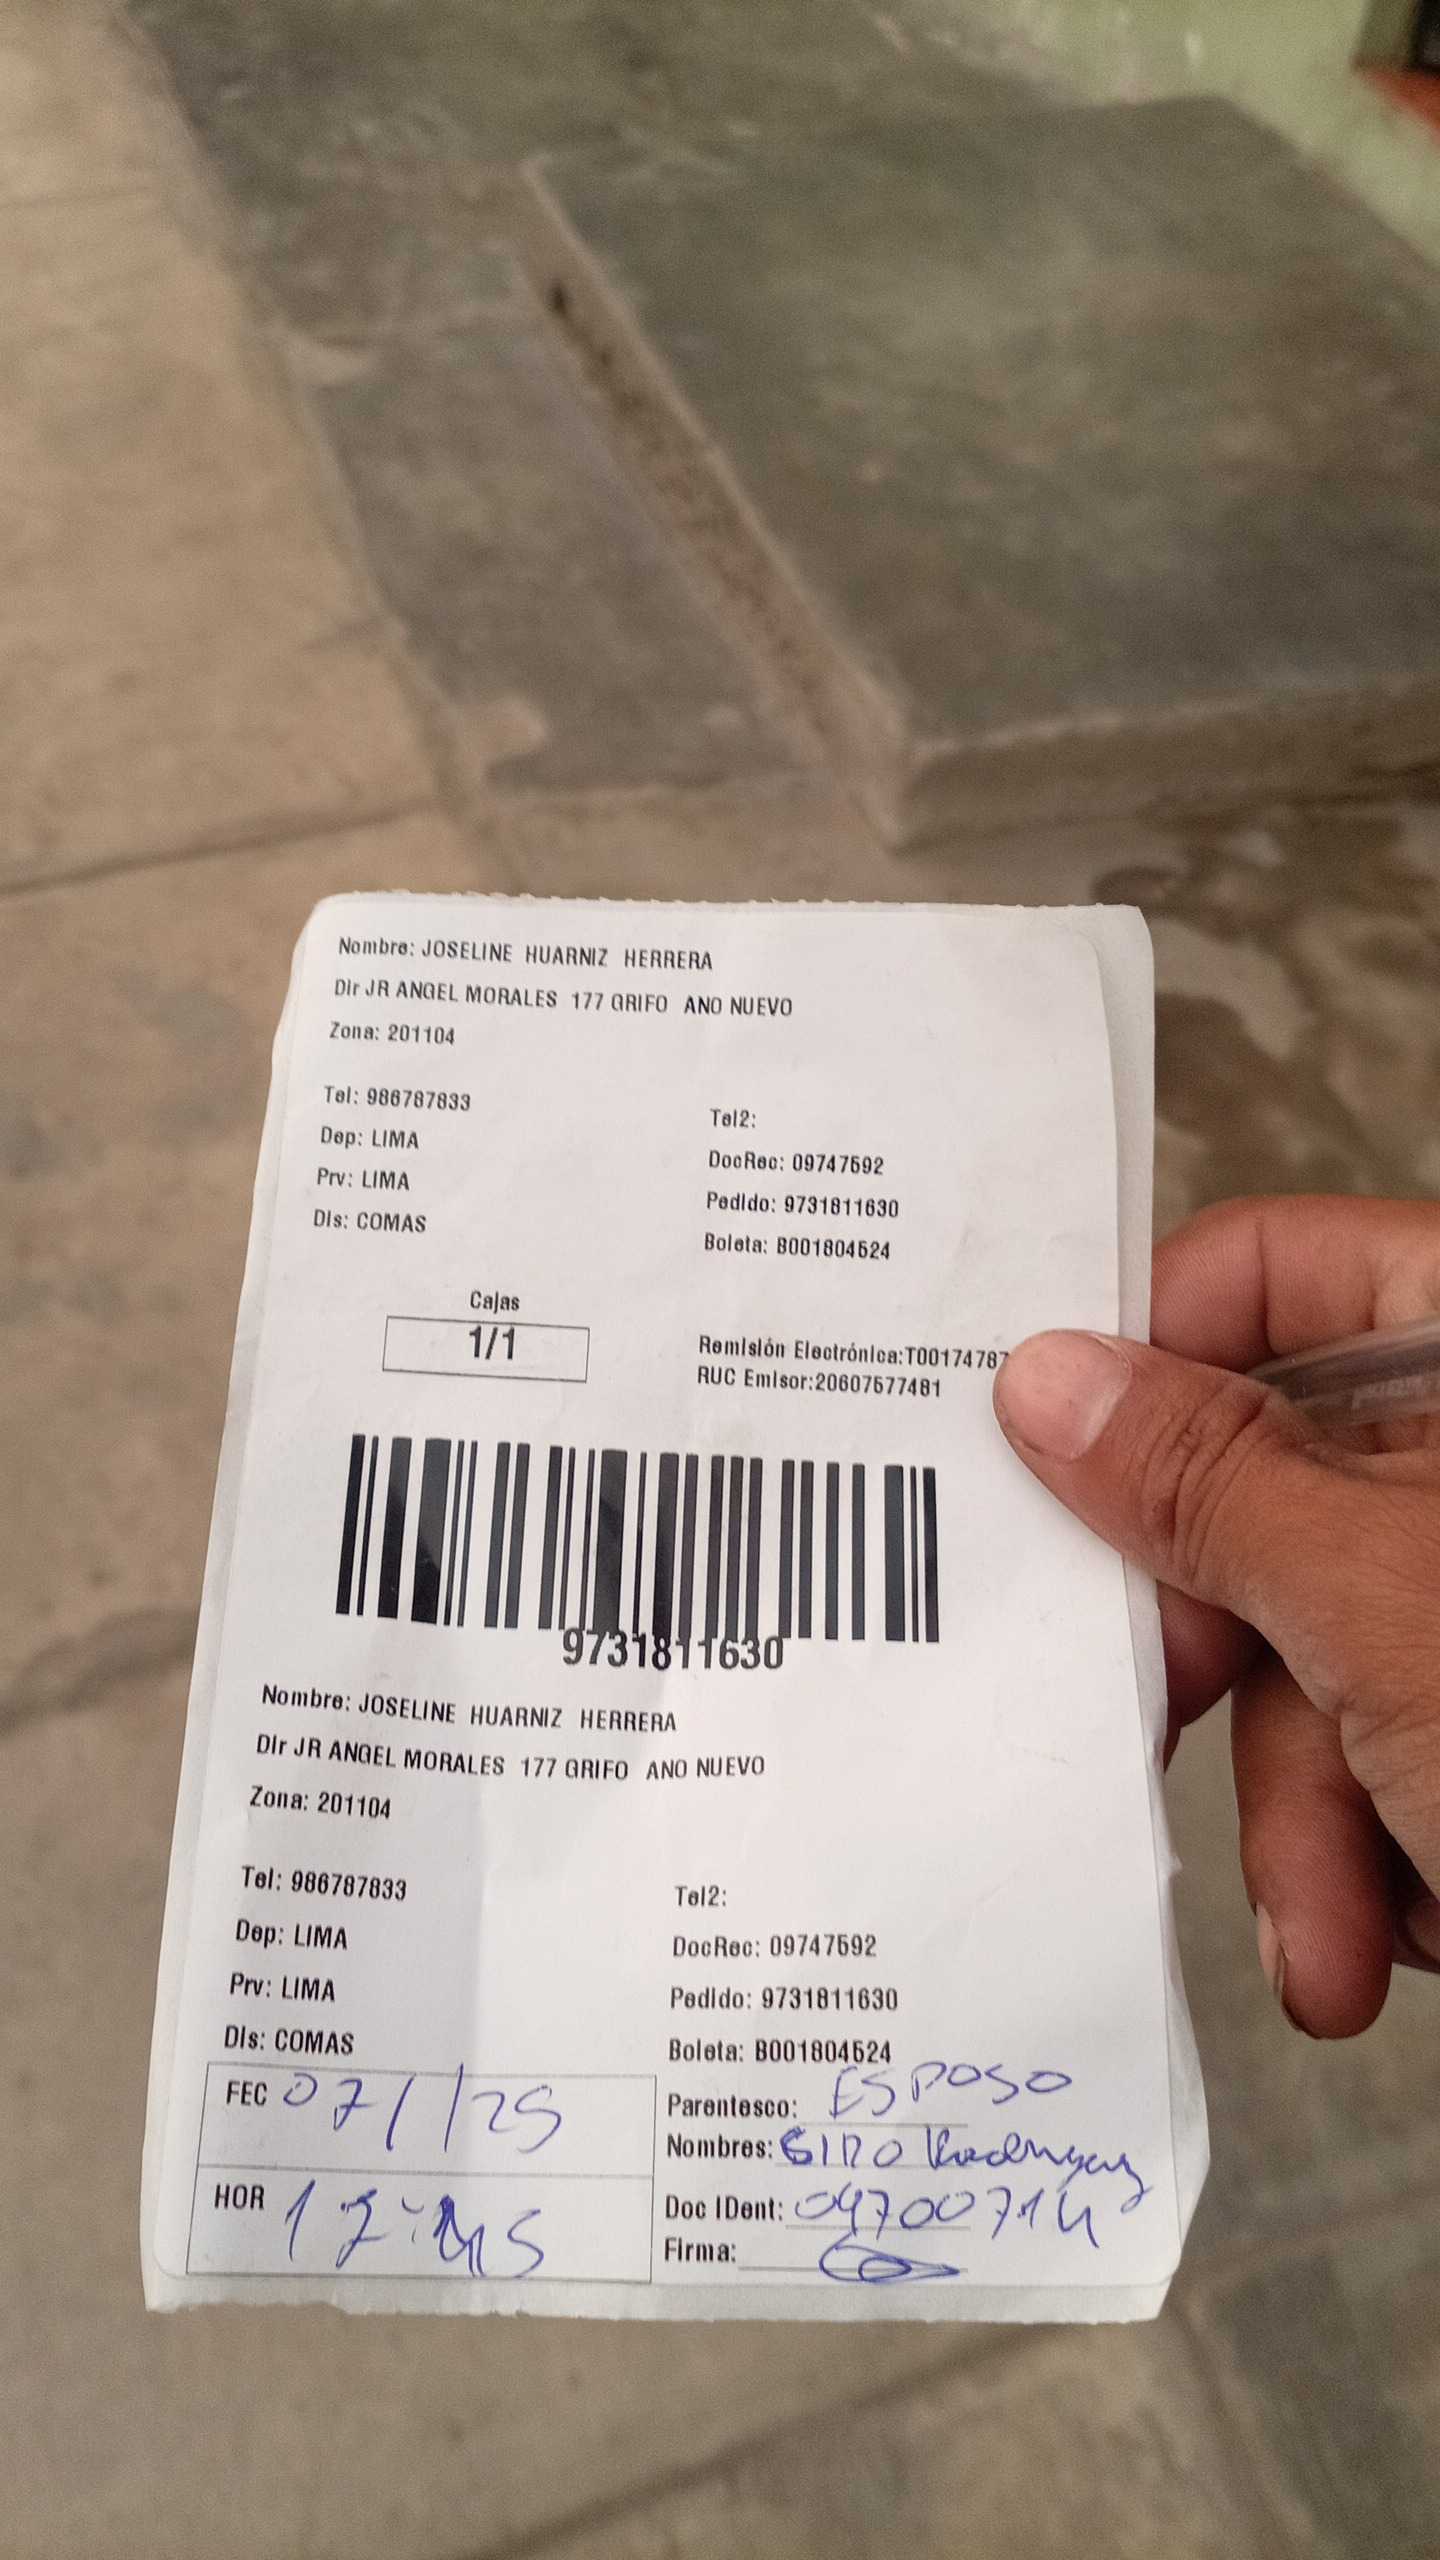 Nombre: JOSELINE HUARNIZ HERRERA
Dir JR ANGEL MORALES 177 GRIFO ANO NUEVO
Zona: 201104
Tel: 986787833
Tel2:
Dep: LIMA
DocRec: 09747592
Prv: LIMA
Pedido: 9731811630
Dis: COMAS
Boleta: B001804524
Cajas
1/1
Remisión Electrónica:T00174787
RUC Emisor:20607577481
9731811630
Nombre: JOSELINE HUARNIZ HERRERA
Dir JR ANGEL MORALES 177 GRIFO ANO NUEVO
Zona: 201104
Tel: 986787833
Tel2:
Dep: LIMA
DocRec: 09747592
Prv: LIMA
Pedido: 9731811630
Dis: COMAS
Boleta: B001804524
FEC 07/ /25
Parentesco: ESPOSO
Nombres:
HOR
Doc IDent: 09700714
Firma: